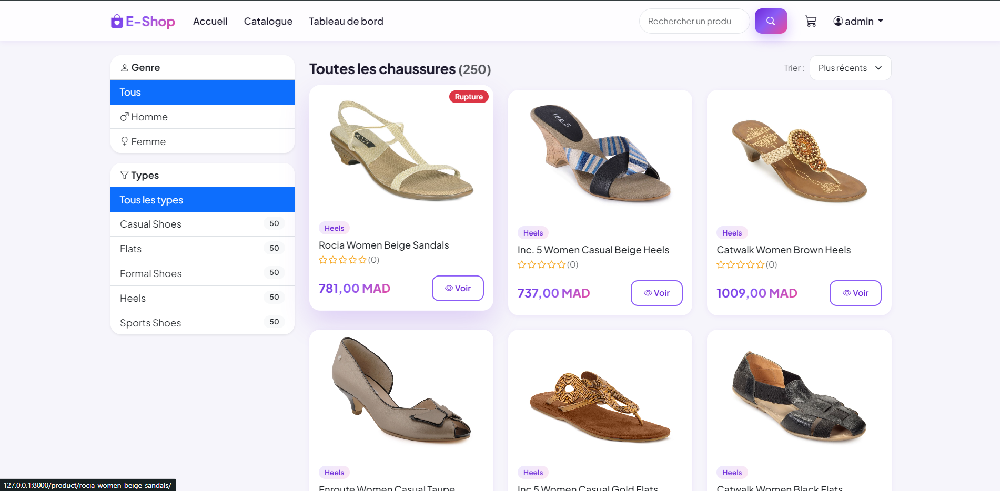 E-Shop
Accueil
Catalogue
Tableau de bord
Rechercher un produi
admin
Genre
Tous
Homme
Femme
Types
Tous les types
Casual Shoes 50
Flats 50
Formal Shoes 50
Heels 50
Sports Shoes 50
Toutes les chaussures (250)
Trier :
Plus récents
Rupture
ROCIA
Heels
Rocia Women Beige Sandals
(0)
781,00 MAD
Voir
Inc.5
Heels
Inc. 5 Women Casual Beige Heels
(0)
737,00 MAD
Voir
Heels
Catwalk Women Brown Heels
(0)
1009,00 MAD
Voir
Heels
Enroute Women Casual Taupe
Heels
Inc 5 Women Casual Gold Flats
Heels
Catwalk Women Black Flats
127.0.0.1:8000/product/rocia-women-beige-sandals/